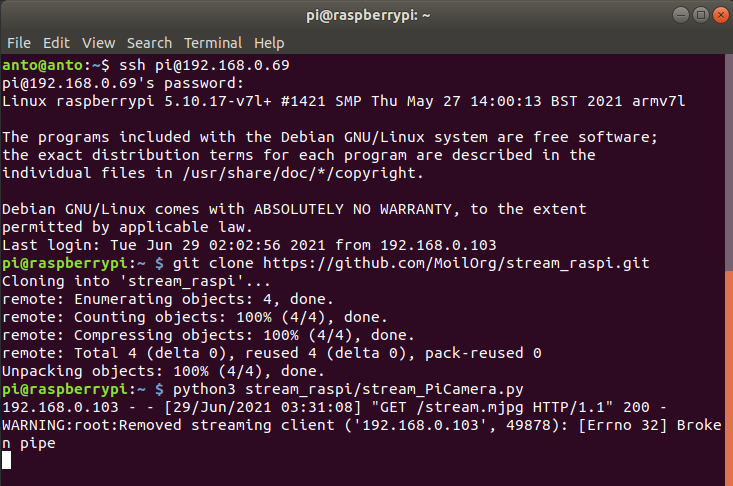 pi@raspberrypi: ~
File Edit View Search Terminal Help
anto@anto:~$ ssh pi@192.168.0.69
pi@192.168.0.69's password:
Linux raspberrypi 5.10.17-v7l+ #1421 SMP Thu May 27 14:00:13 BST 2021 armv7l

The programs included with the Debian GNU/Linux system are free software;
the exact distribution terms for each program are described in the
individual files in /usr/share/doc/*/copyright.

Debian GNU/Linux comes with ABSOLUTELY NO WARRANTY, to the extent
permitted by applicable law.
Last login: Tue Jun 29 02:02:56 2021 from 192.168.0.103
pi@raspberrypi:~ $ git clone https://github.com/MoilOrg/stream_raspi.git
Cloning into 'stream_raspi'...
remote: Enumerating objects: 4, done.
remote: Counting objects: 100% (4/4), done.
remote: Compressing objects: 100% (4/4), done.
remote: Total 4 (delta 0), reused 4 (delta 0), pack-reused 0
Unpacking objects: 100% (4/4), done.
pi@raspberrypi:~ $ python3 stream_raspi/stream_PiCamera.py
192.168.0.103 - - [29/Jun/2021 03:31:08] "GET /stream.mjpg HTTP/1.1" 200 -
WARNING:root:Removed streaming client ('192.168.0.103', 49878): [Errno 32] Broke
n pipe